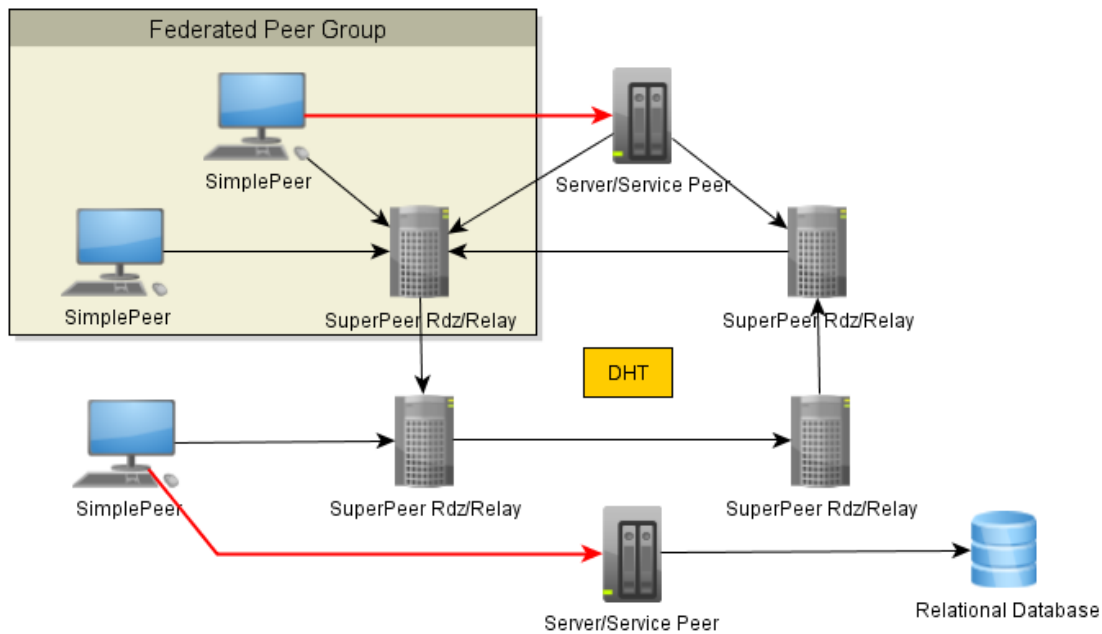 Federated Peer Group
SimplePeer
Server/Service Peer
SimplePeer
SuperPeer Rdz/Relay
SuperPeer Rdz/Relay
DHT
SimplePeer
SuperPeer Rdz/Relay
SuperPeer Rdz/Relay
Server/Service Peer
Relational Database